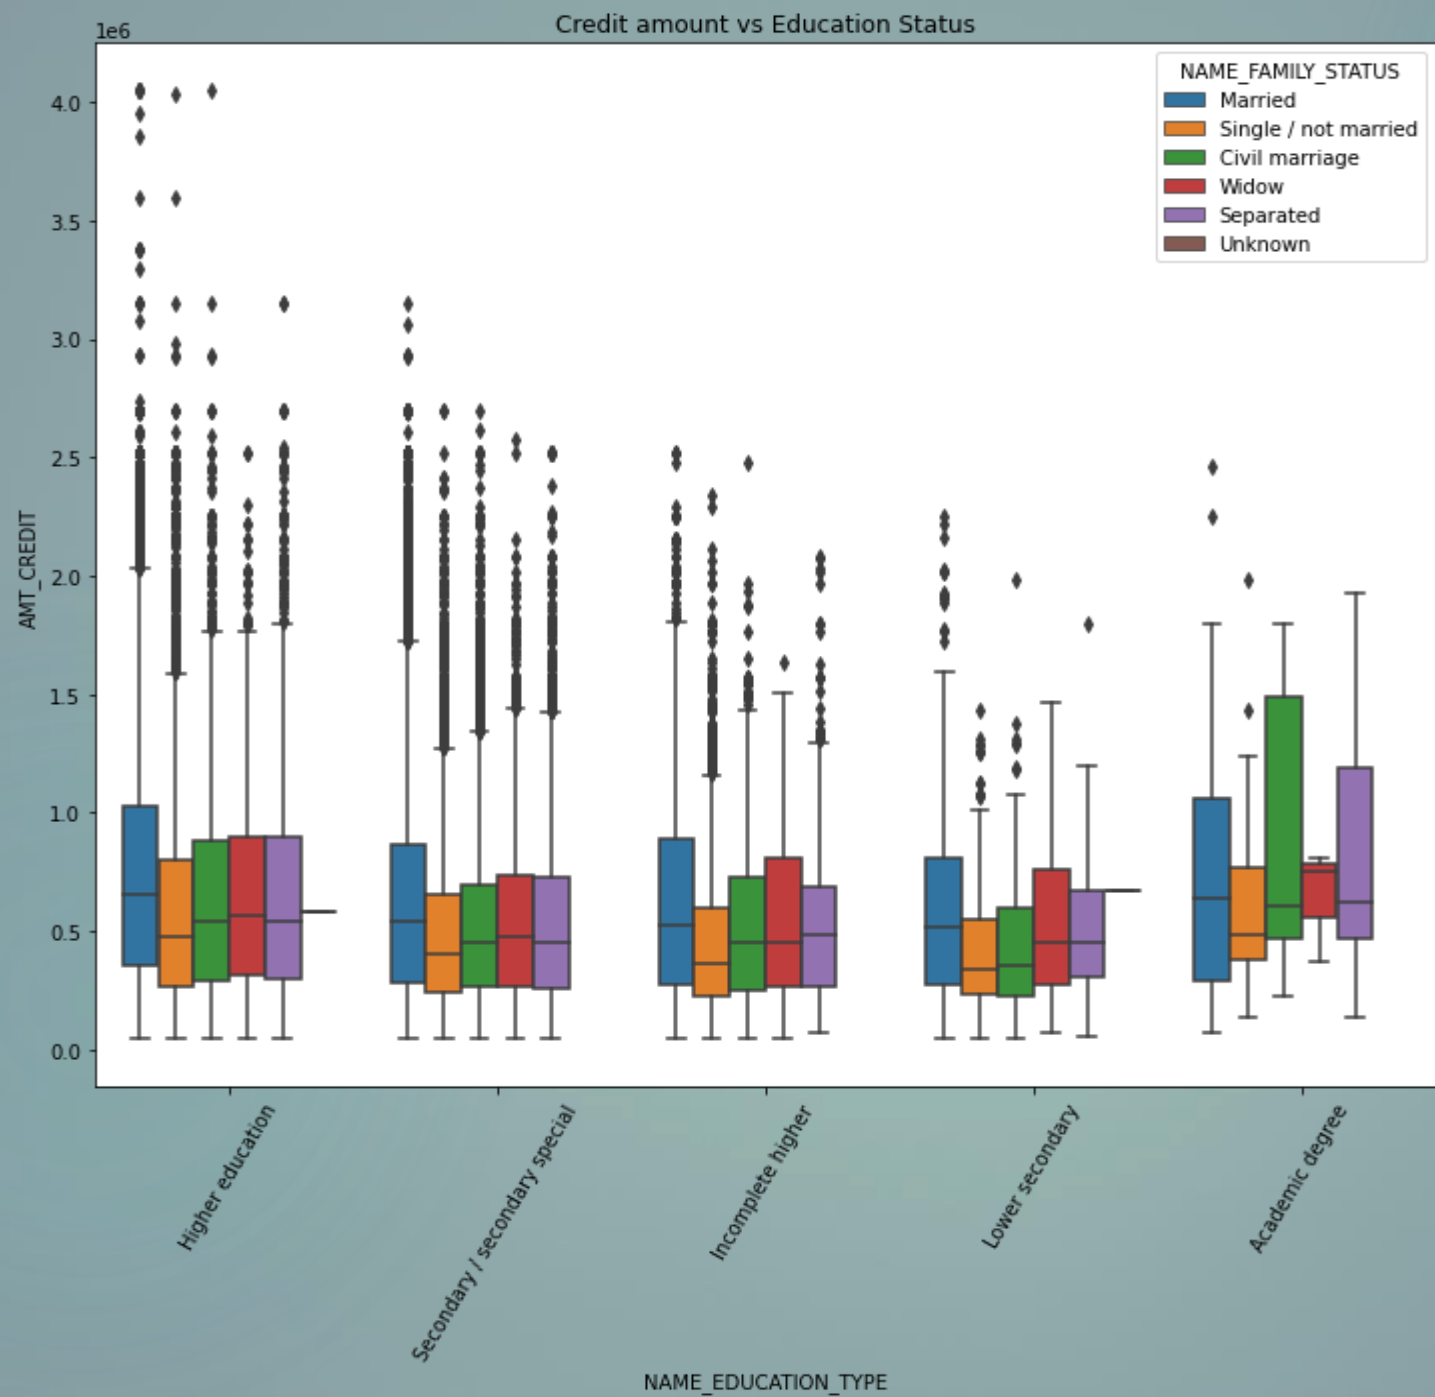 Credit amount vs Education Status
1e6
4.0
3.5
3.0
2.5
2.0
1.5
1.0
0.5
0.0
AMT_CREDIT
NAME_FAMILY_STATUS
Married
Single / not married
Civil marriage
Widow
Separated
Unknown
Higher education
Secondary / secondary special
Incomplete higher
Lower secondary
Academic degree
NAME_EDUCATION_TYPE